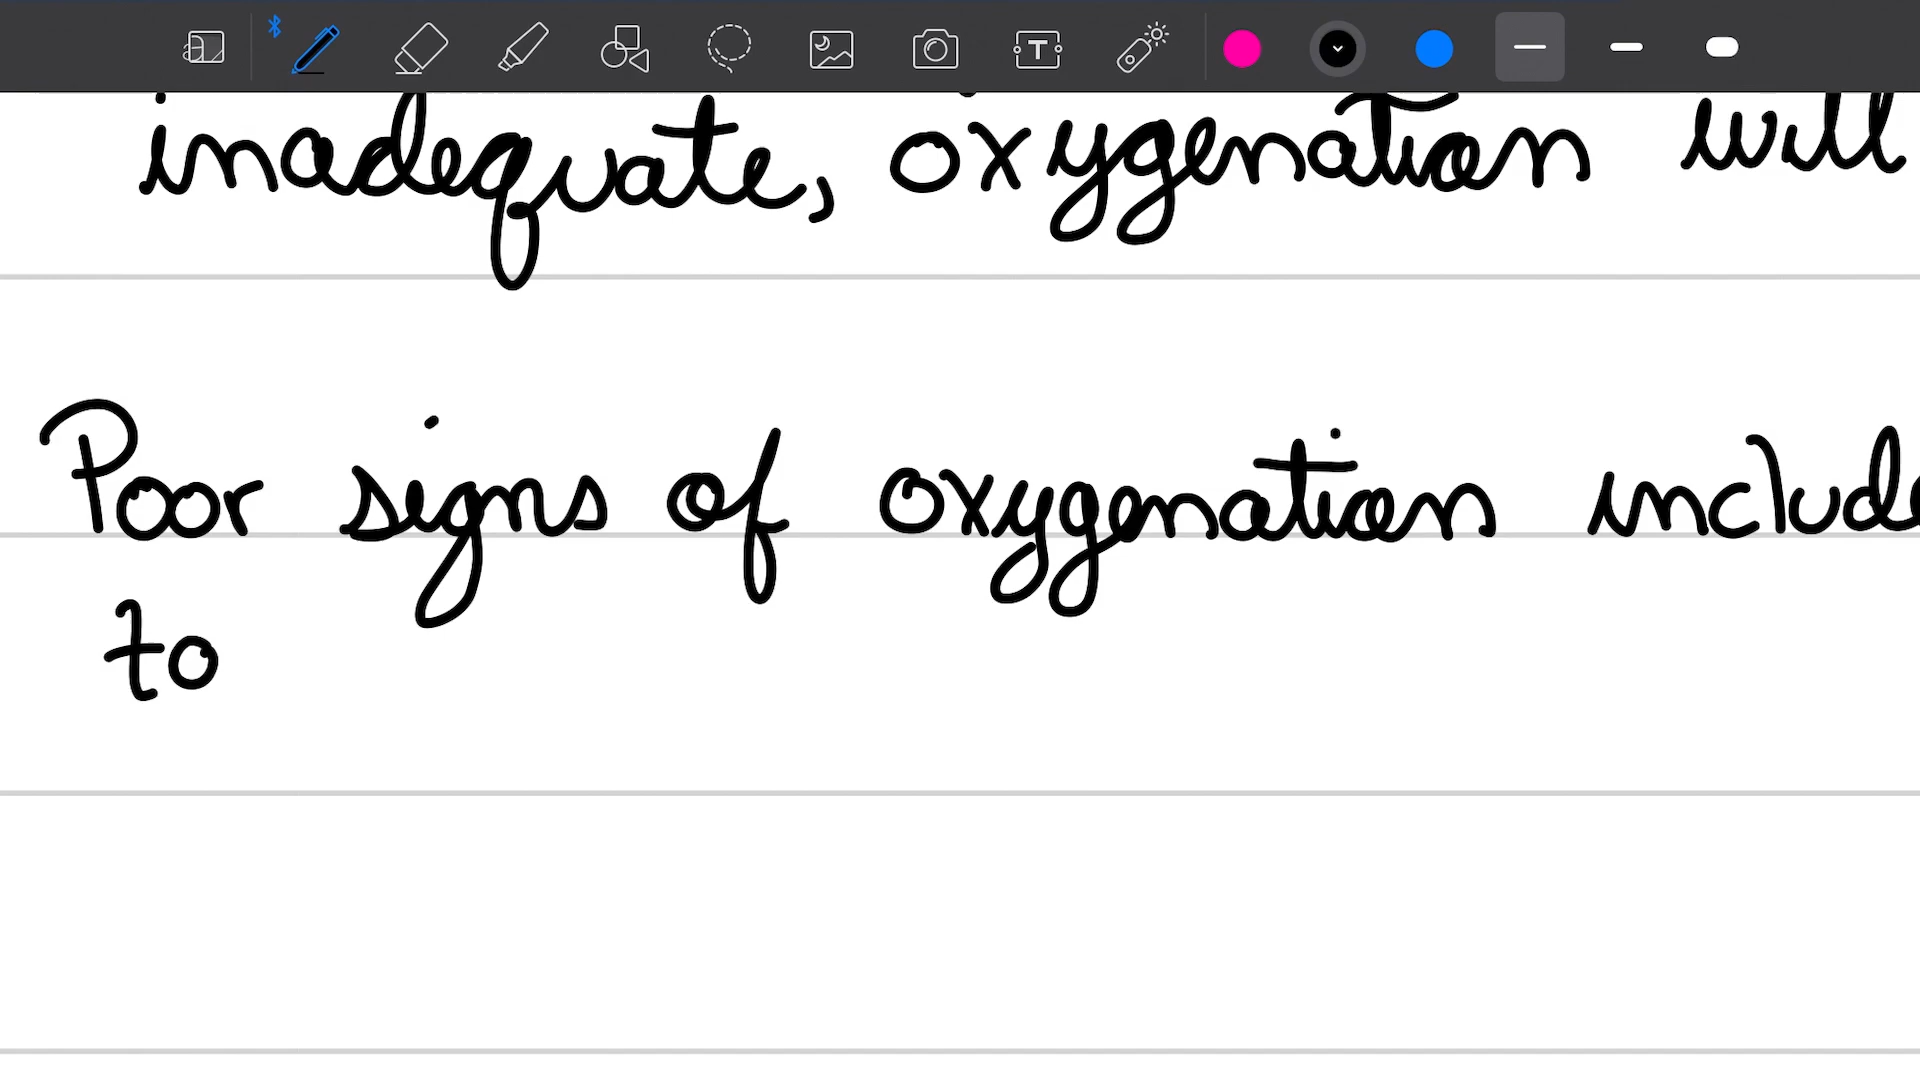 inadequate, oxygenation will
Poor signs of oxygenation include
to